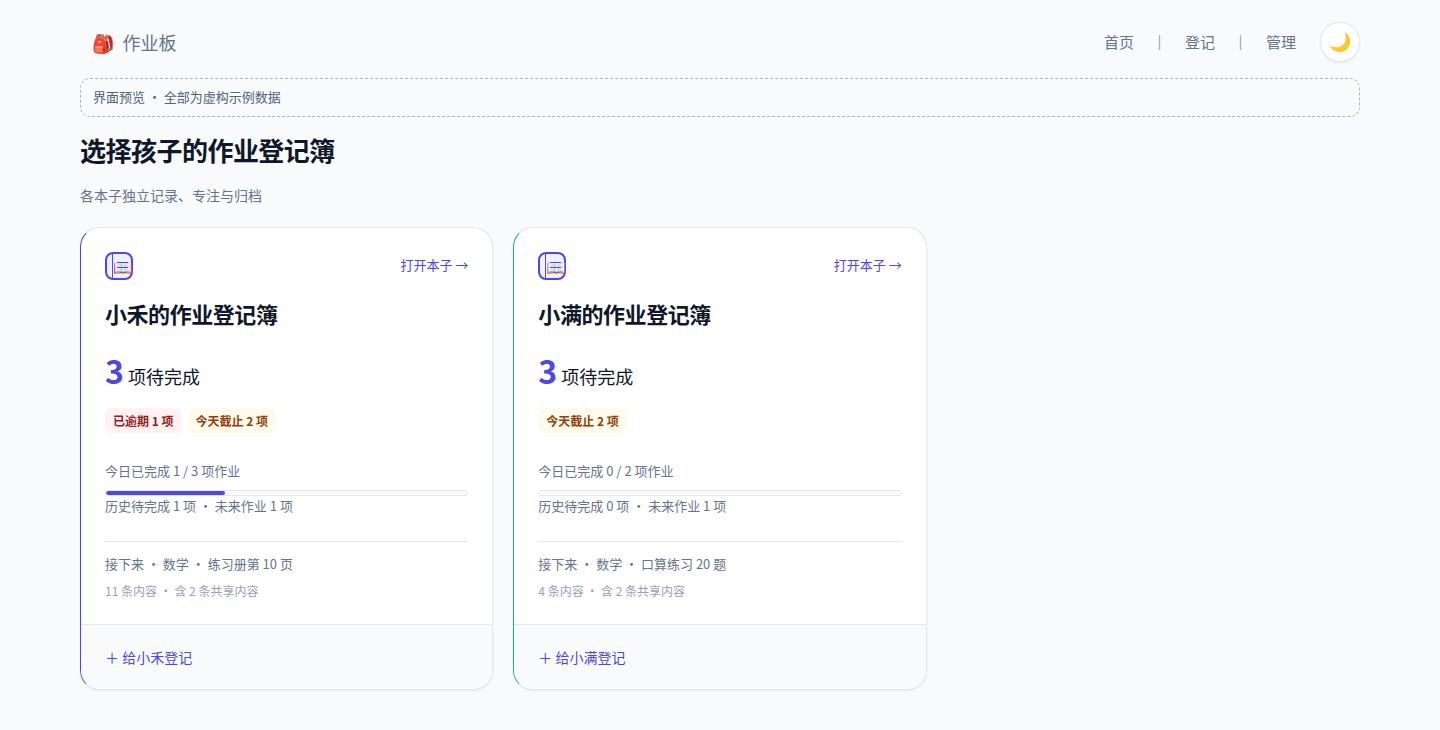 作业板
首页 | 登记 | 管理
界面预览 · 全部为虚构示例数据
选择孩子的作业登记簿
各本子独立记录、专注与归档
打开本子 →
小禾的作业登记簿
3 项待完成
已逾期 1 项 今天截止 2 项
今日已完成 1 / 3 项作业
历史待完成 1 项 · 未来作业 1 项
接下来 · 数学 · 练习册第 10 页
11 条内容 · 含 2 条共享内容
＋ 给小禾登记
打开本子 →
小满的作业登记簿
3 项待完成
今天截止 2 项
今日已完成 0 / 2 项作业
历史待完成 0 项 · 未来作业 1 项
接下来 · 数学 · 口算练习 20 题
4 条内容 · 含 2 条共享内容
＋ 给小满登记